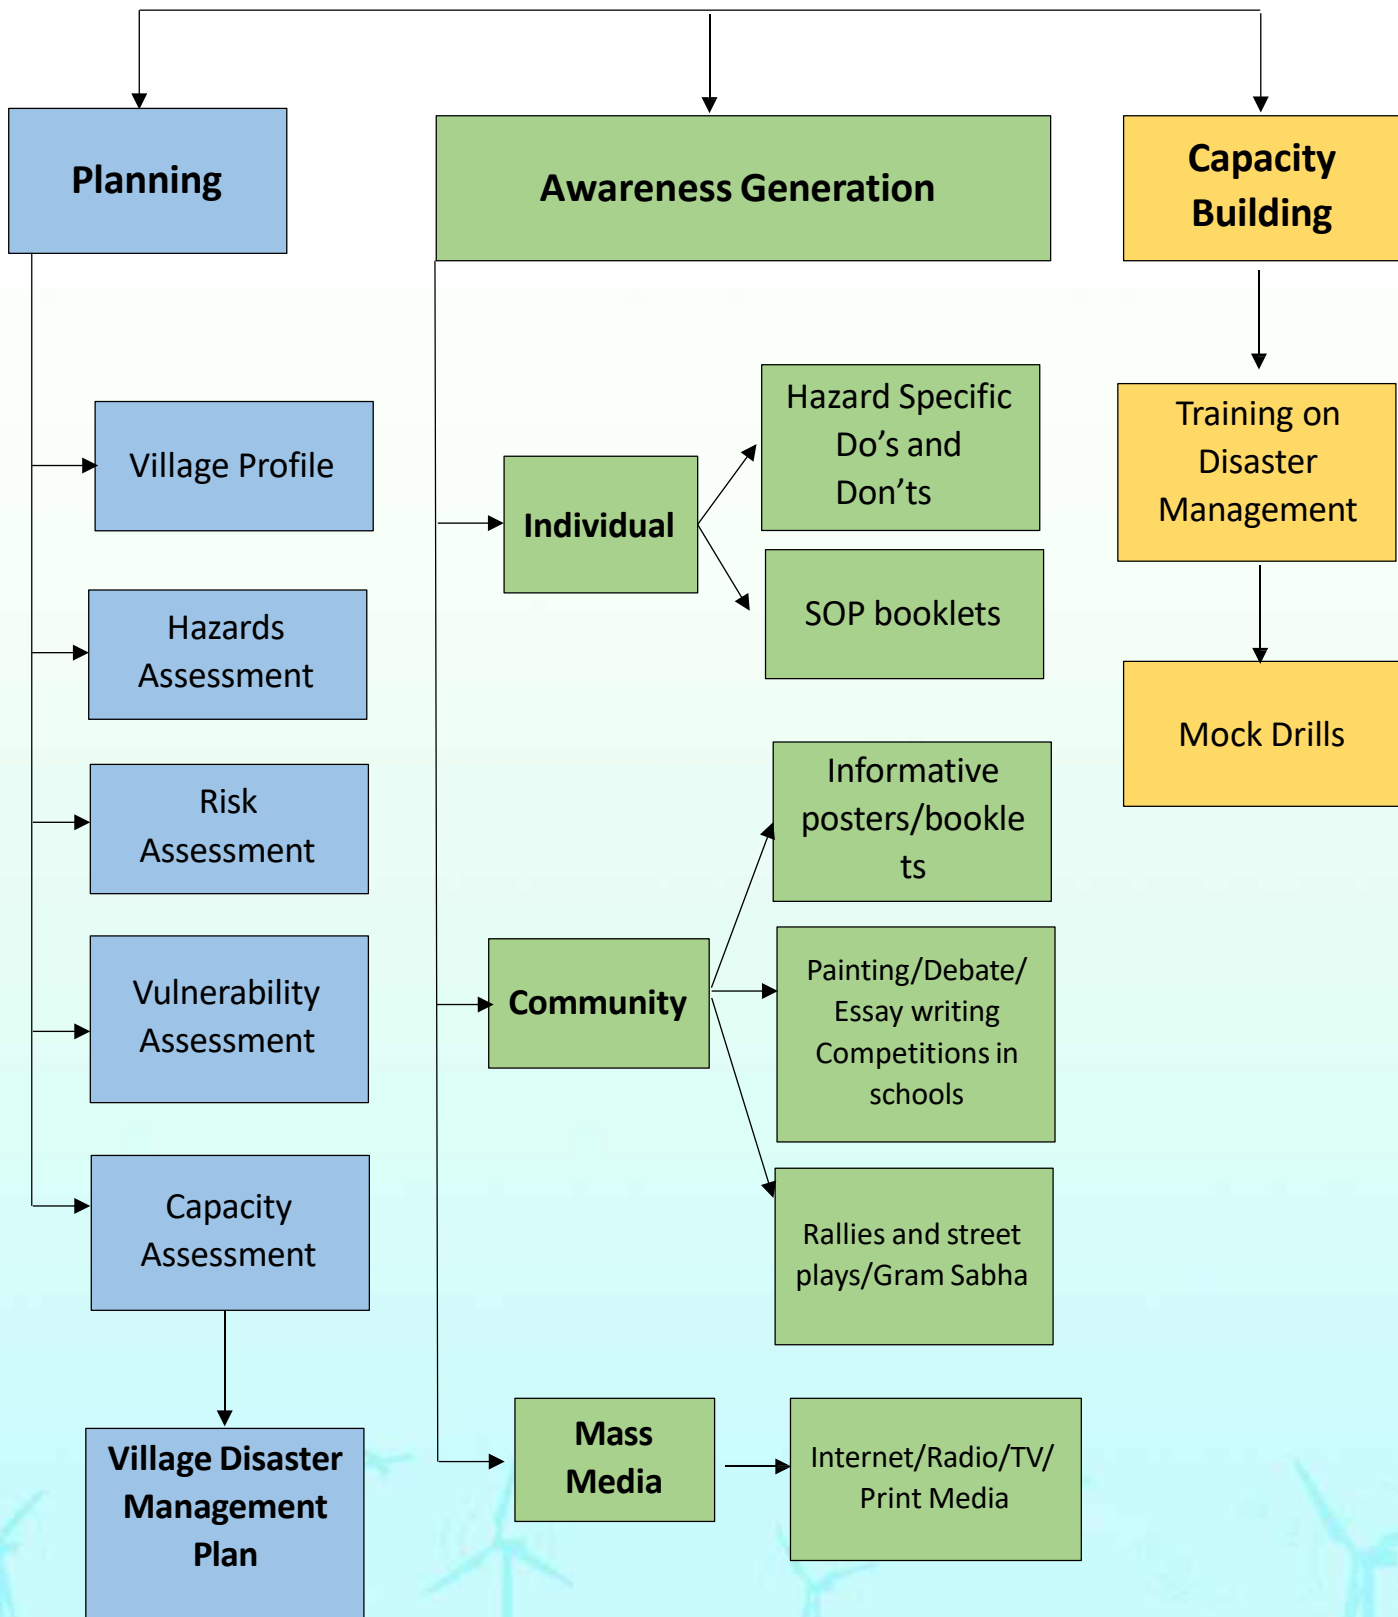 Planning
Awareness Generation
Capacity
Building
Village Profile
Hazards
Assessment
Risk
Assessment
Vulnerability
Assessment
Capacity
Assessment
Village Disaster
Management
Plan
Individual
Hazard Specific
Do’s and
Don’ts
SOP booklets
Community
Informative
posters/bookle
ts
Painting/Debate/
Essay writing
Competitions in
schools
Rallies and street
plays/Gram Sabha
Mass
Media
Internet/Radio/TV/
Print Media
Training on
Disaster
Management
Mock Drills